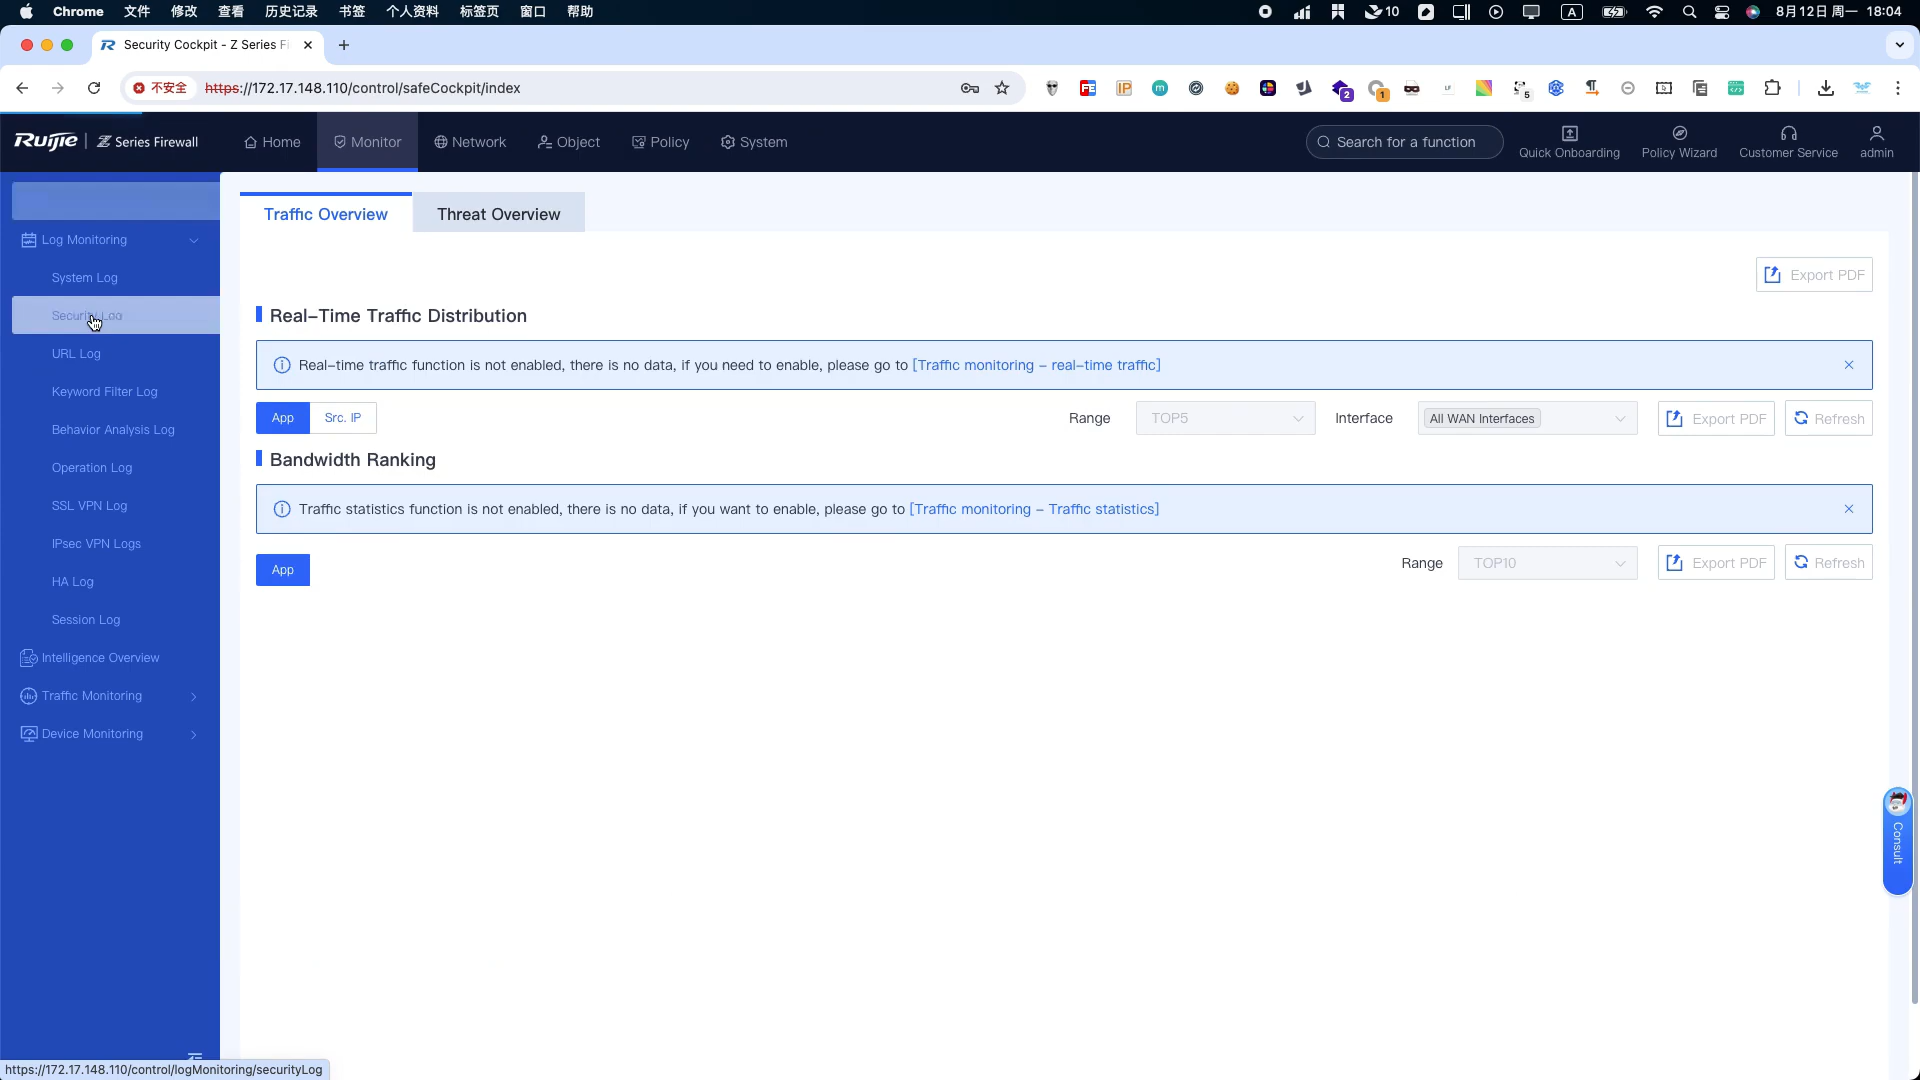 Chrome 文件 修改 查看 历史记录 书签 个人资料 标签页 窗口 帮助 10 A 8月12日 周一 18:04
Security Cockpit - Z Series Fi
不安全 https://172.17.148.110/control/safeCockpit/index
FE IP m 2 1 LF 5
Ruijie Z Series Firewall Home Monitor Network Object Policy System Search for a function Quick Onboarding Policy Wizard Customer Service admin
Traffic Overview Threat Overview
Log Monitoring
System Log
Security Log
URL Log
Keyword Filter Log
Behavior Analysis Log
Operation Log
SSL VPN Log
IPsec VPN Logs
HA Log
Session Log
Intelligence Overview
Traffic Monitoring
Device Monitoring
Export PDF
Real-Time Traffic Distribution
Real-time traffic function is not enabled, there is no data, if you need to enable, please go to [Traffic monitoring - real-time traffic]
App Src. IP Range TOP5 Interface All WAN Interfaces Export PDF Refresh
Bandwidth Ranking
Traffic statistics function is not enabled, there is no data, if you want to enable, please go to [Traffic monitoring - Traffic statistics]
App Range TOP10 Export PDF Refresh
Consult
https://172.17.148.110/control/logMonitoring/securityLog